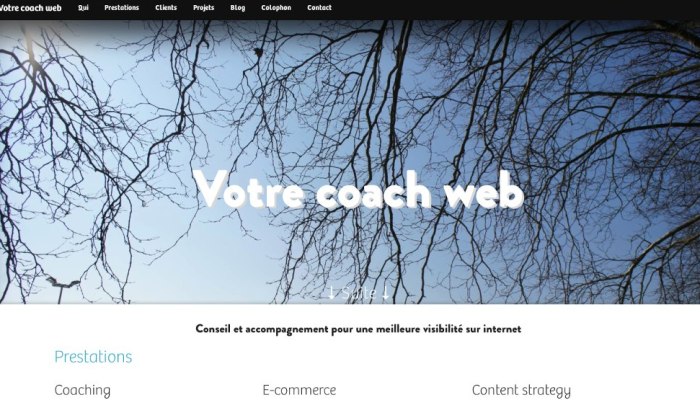 Votre coach web Qui Prestations Clients Projets Blog Colophon Contact
Votre coach web
↓ Suite ↓
Conseil et accompagnement pour une meilleure visibilité sur internet
Prestations
Coaching E-commerce Content strategy